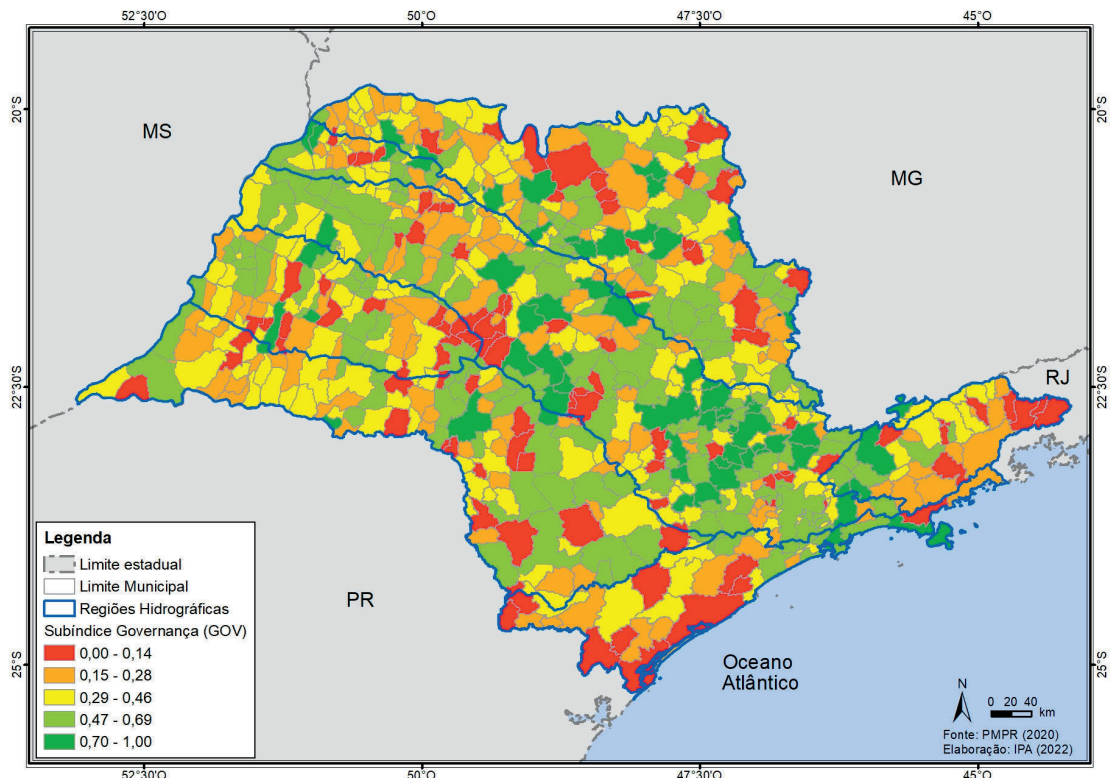 52°30'O 50°O 47°30'O 45°O
20°S 20°S
MS
MG
22°30'S 22°30'S
RJ
PR
25°S 25°S
Oceano
Atlântico
Legenda
Limite estadual
Limite Municipal
Regiões Hidrográficas
Subíndice Governança (GOV)
0,00 - 0,14
0,15 - 0,28
0,29 - 0,46
0,47 - 0,69
0,70 - 1,00
N
0 20 40
km
Fonte: PMPR (2020)
Elaboração: IPA (2022)
52°30'O 50°O 47°30'O 45°O